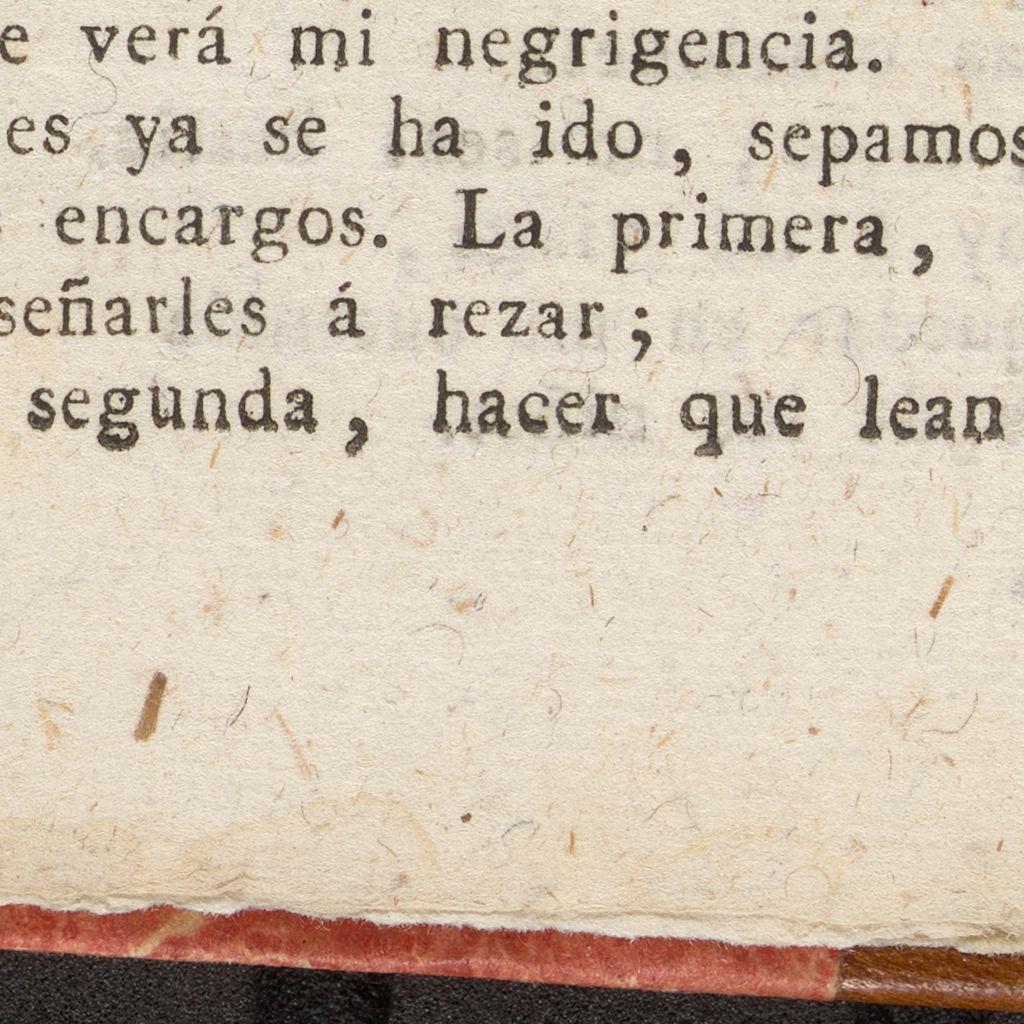 e verá mi negrigencia.
es ya se ha ido, sepamos
encargos. La primera,
señarles á rezar;
segunda, hacer que lean